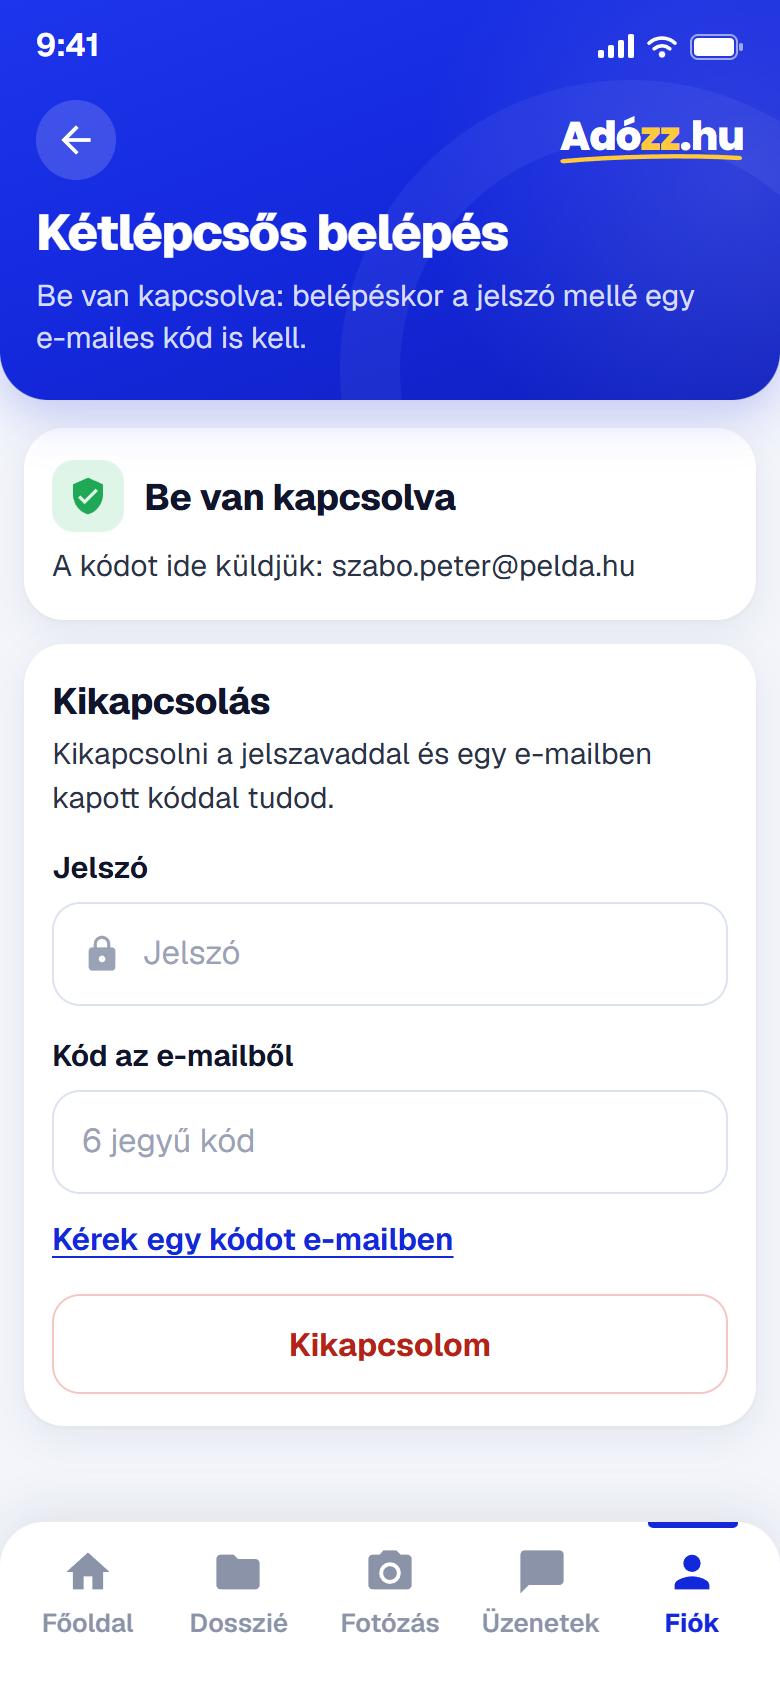 9:41
Adózz.hu
Kétlépcsős belépés
Be van kapcsolva: belépéskor a jelszó mellé egy
e-mailes kód is kell.
Be van kapcsolva
A kódot ide küldjük: szabo.peter@pelda.hu
Kikapcsolás
Kikapcsolni a jelszavaddal és egy e-mailben
kapott kóddal tudod.
Jelszó
Jelszó
Kód az e-mailből
6 jegyű kód
Kérek egy kódot e-mailben
Kikapcsolom
Főoldal Dosszié Fotózás Üzenetek Fiók